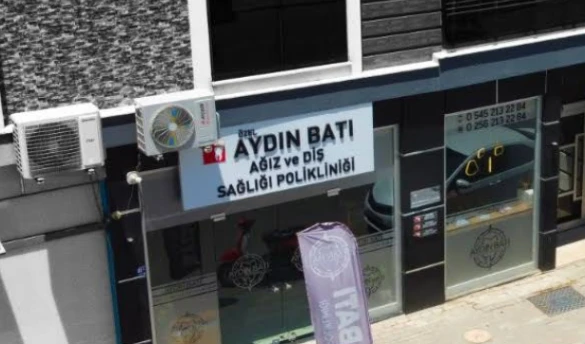 ÖZEL
AYDIN BATI
AĞIZ ve DİŞ
SAĞLIĞI POLİKLİNİĞİ
0 545 213 22 84
0 256 213 22 84
BATI